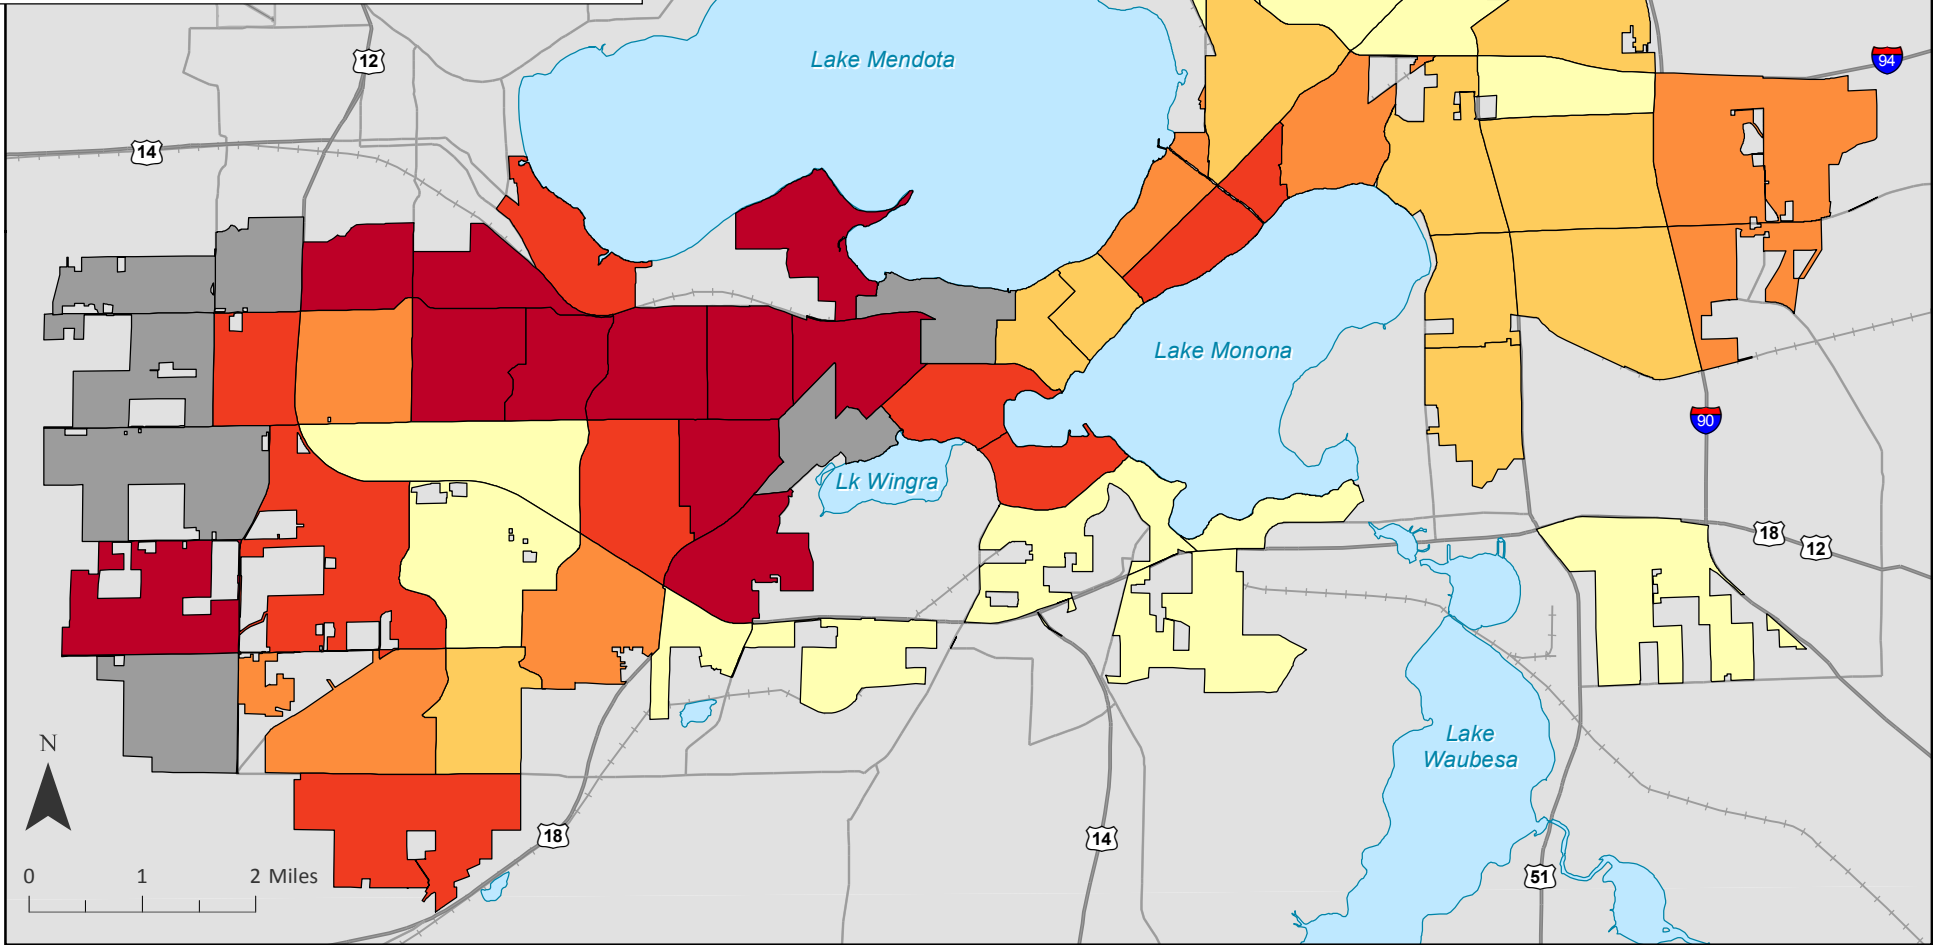 Lake Mendota
12
94
14
Lake Monona
90
Lk Wingra
18
12
N
Lake
Waubesa
18
14
0 1 2 Miles
51